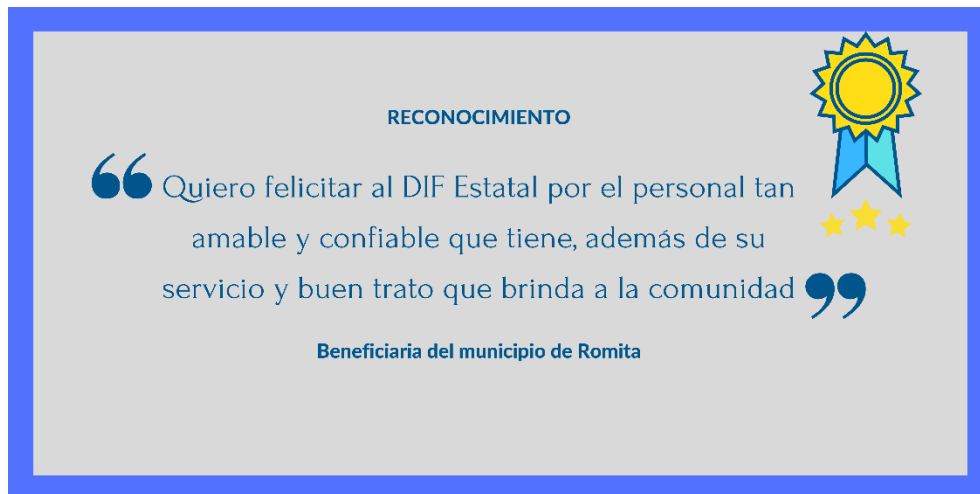 RECONOCIMIENTO
Quiero felicitar al DIF Estatal por el personal tan
amable y confiable que tiene, además de su
servicio y buen trato que brinda a la comunidad
Beneficiaria del municipio de Romita